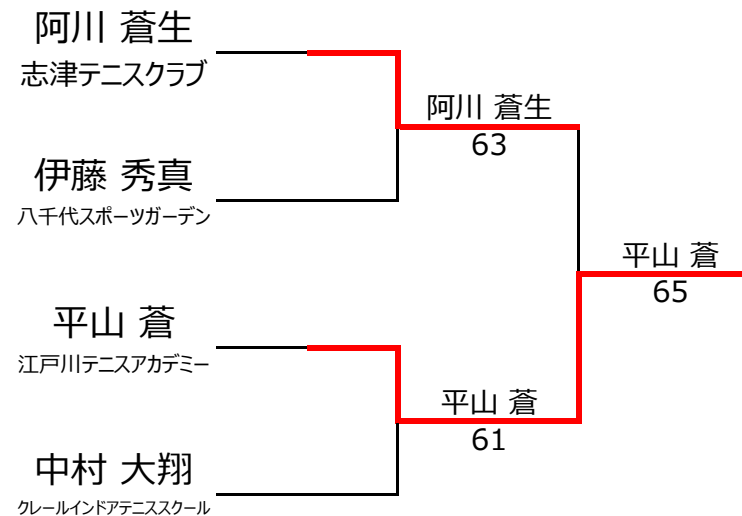 阿川 蒼生
志津テニスクラブ
阿川 蒼生
63
伊藤 秀真
八千代スポーツガーデン
平山 蒼
65
平山 蒼
江戸川テニスアカデミー
平山 蒼
61
中村 大翔
クレールインドアテニススクール